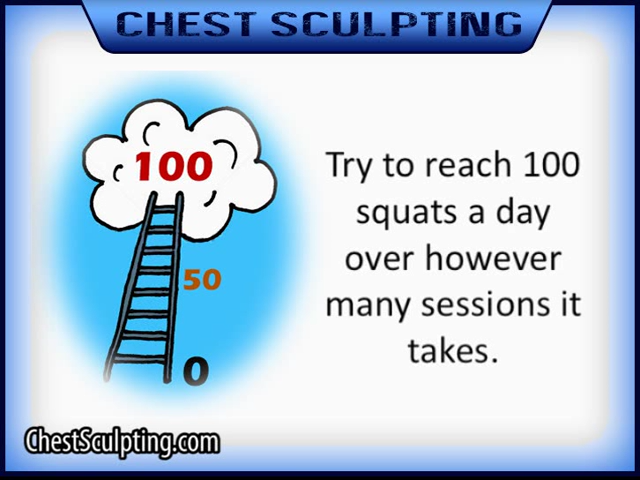 CHEST SCULPTING
100
50
0
Try to reach 100
squats a day
over however
many sessions it
takes.
ChestSculpting.com